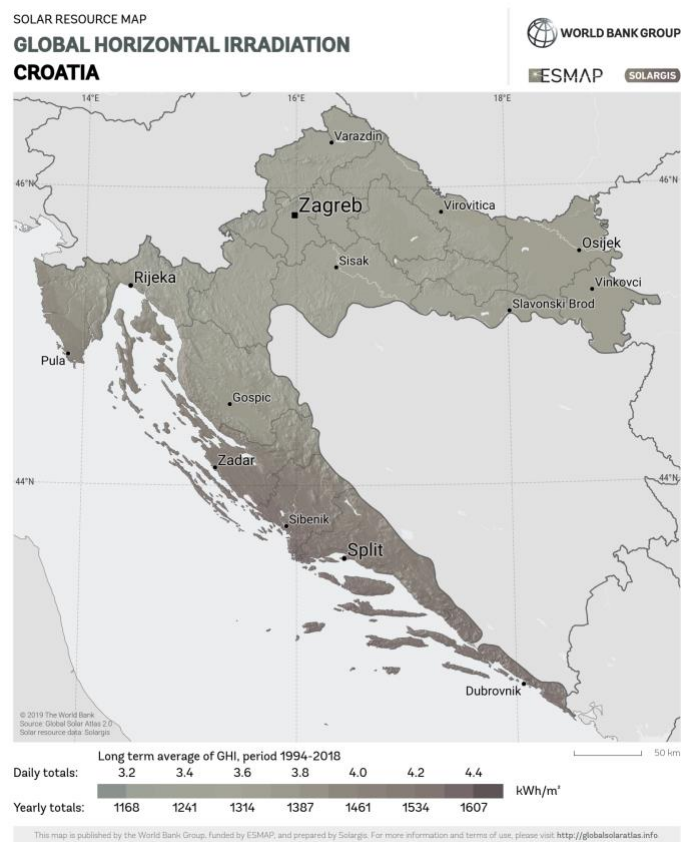 SOLAR RESOURCE MAP
GLOBAL HORIZONTAL IRRADIATION
CROATIA
WORLD BANK GROUP
ESMAP
SOLARGIS
14°E 16°E 18°E
Varazdin
46°N 46°N
Zagreb
Virovitica
Osijek
Sisak
Rijeka
Vinkovci
Slavonski Brod
Pula
Gospic
Zadar
44°N 44°N
Sibenik
Split
Dubrovnik
© 2019 The World Bank
Source: Global Solar Atlas 2.0
Solar resource data: Solargis
Long term average of GHI, period 1994-2018
50 km
Daily totals: 3.2 3.4 3.6 3.8 4.0 4.2 4.4
kWh/m²
Yearly totals: 1168 1241 1314 1387 1461 1534 1607
This map is published by the World Bank Group, funded by ESMAP, and prepared by Solargis. For more information and terms of use, please visit http://globalsolaratlas.info.